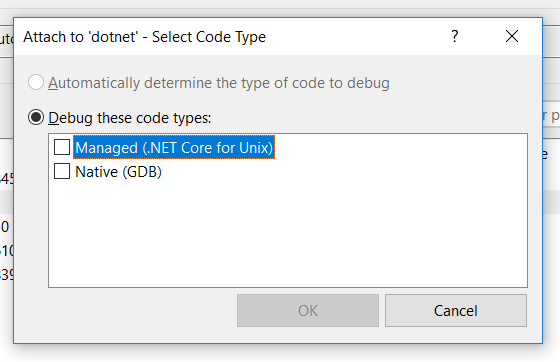 Attach to 'dotnet' - Select Code Type
?
Automatically determine the type of code to debug
Debug these code types:
Managed (.NET Core for Unix)
Native (GDB)
OK
Cancel